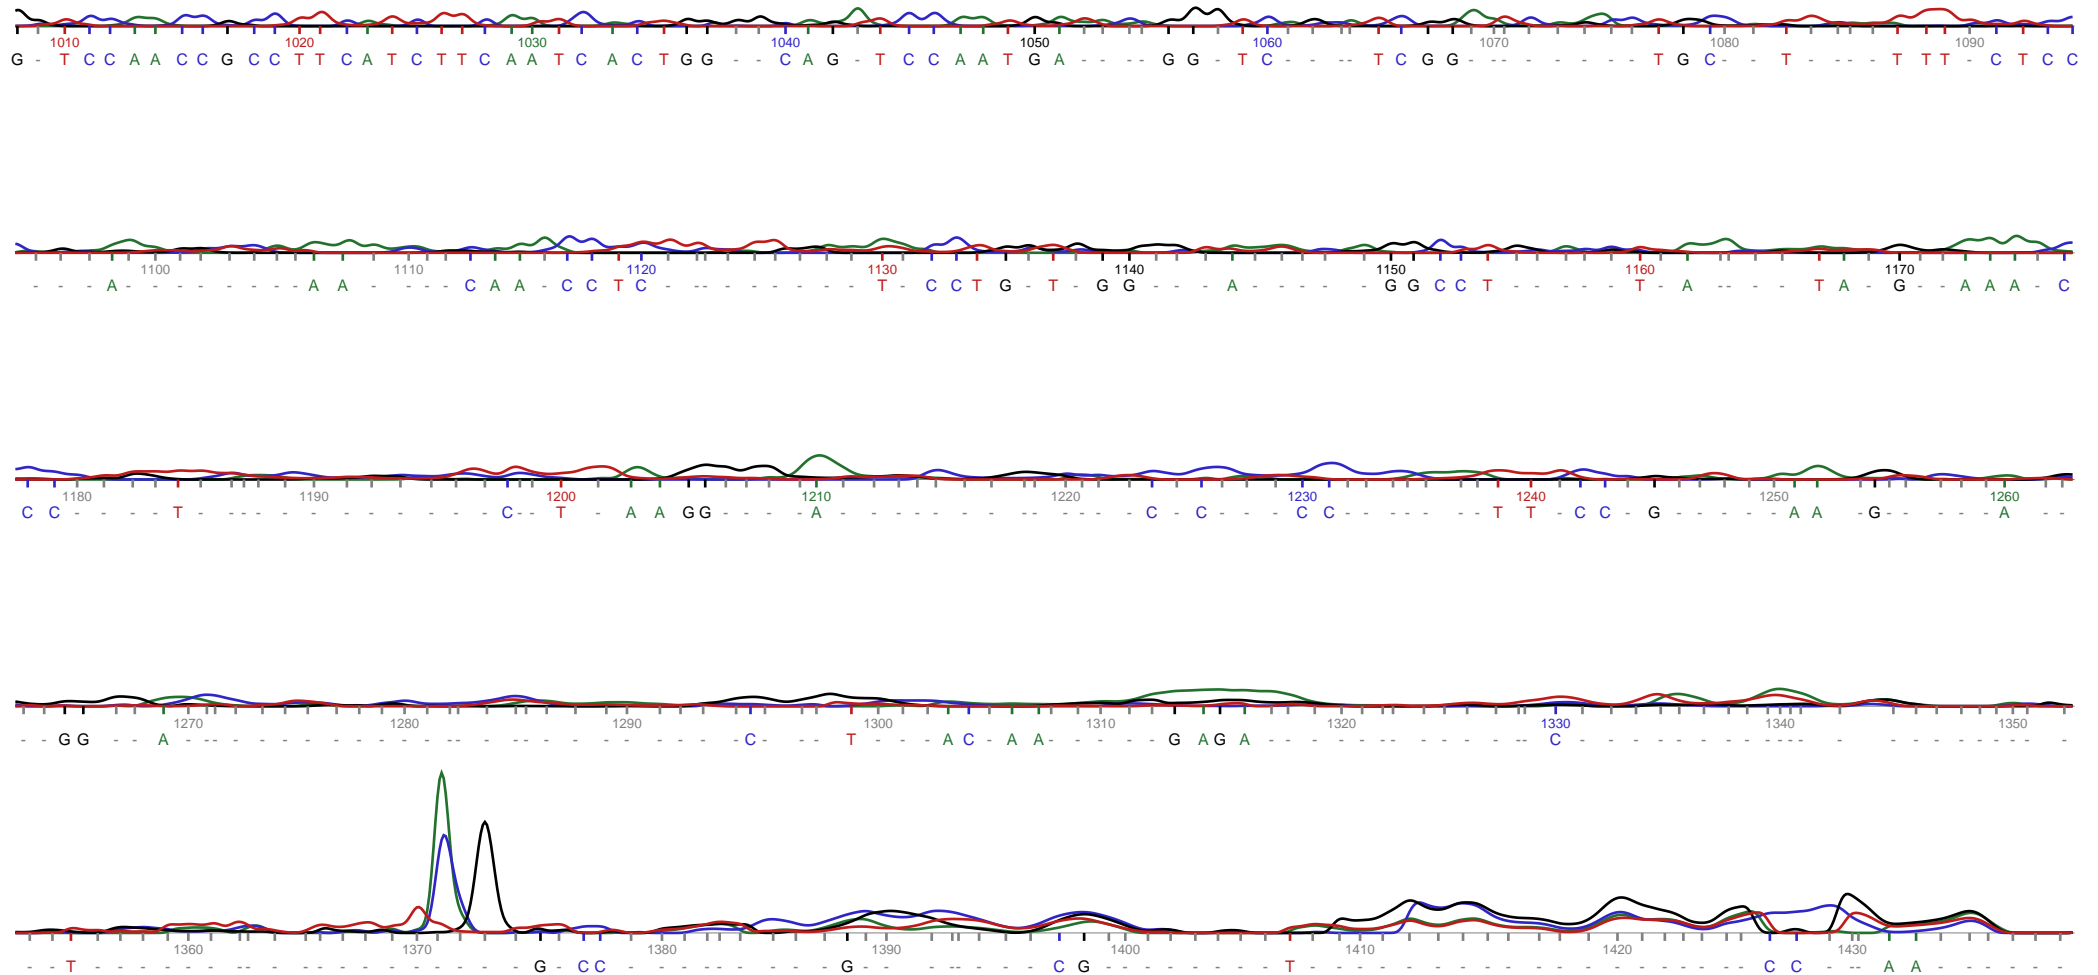 1010 1020 1030 1040 1050 1060 1070 1080 1090
G - T C C A A C C G C C T T C A T C T T C A A T C A C T G G - - C A G - T C C A A T G A - - - - G G - T C - - - - T C G G - - - - - - - - T G C - - T - - - - - T T T - C T C C
1100 1110 1120 1130 1140 1150 1160 1170
- - - A - - - - - - - - A A - - - - - C A A - C C T C - - - - - - - - - - T - C C T G - T - G G - - - A - - - - - - G G C C T - - - - - - T - A - - - - - T A - G - - A A A - C
1180 1190 1200 1210 1220 1230 1240 1250 1260
C C - - - - - T - - - - - - - - - - - - - C - T - A A G G - - - - A - - - - - - - - - - - - - C - C - - - C C - - - - - - - T T - C C - G - - - - - A A - G - - - - - A - -
1270 1280 1290 1300 1310 1320 1330 1340 1350
- - G G - - A - - - - - - - - - - - - - - - - - - - - - - - - - C - - - T - - - A C - A A - - - - - - G A G A - - - - - - - - - - - - - C - - - - - - - - - - - - - - - - - - - - -
1360 1370 1380 1390 1400 1410 1420 1430
- - T - - - - - - - - - - - - - - - - - - G - C C - - - - - - - - - G - - - - - - - C G - - - - - - - - T - - - - - - - - - - - - - - - - - - - C C - - - A A - - - - - -